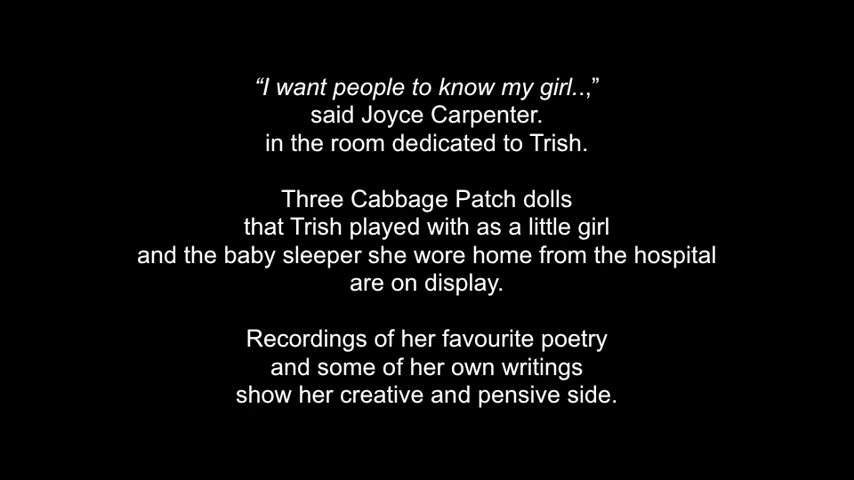 “I want people to know my girl..,”
said Joyce Carpenter.
in the room dedicated to Trish.
Three Cabbage Patch dolls
that Trish played with as a little girl
and the baby sleeper she wore home from the hospital
are on display.
Recordings of her favourite poetry
and some of her own writings
show her creative and pensive side.